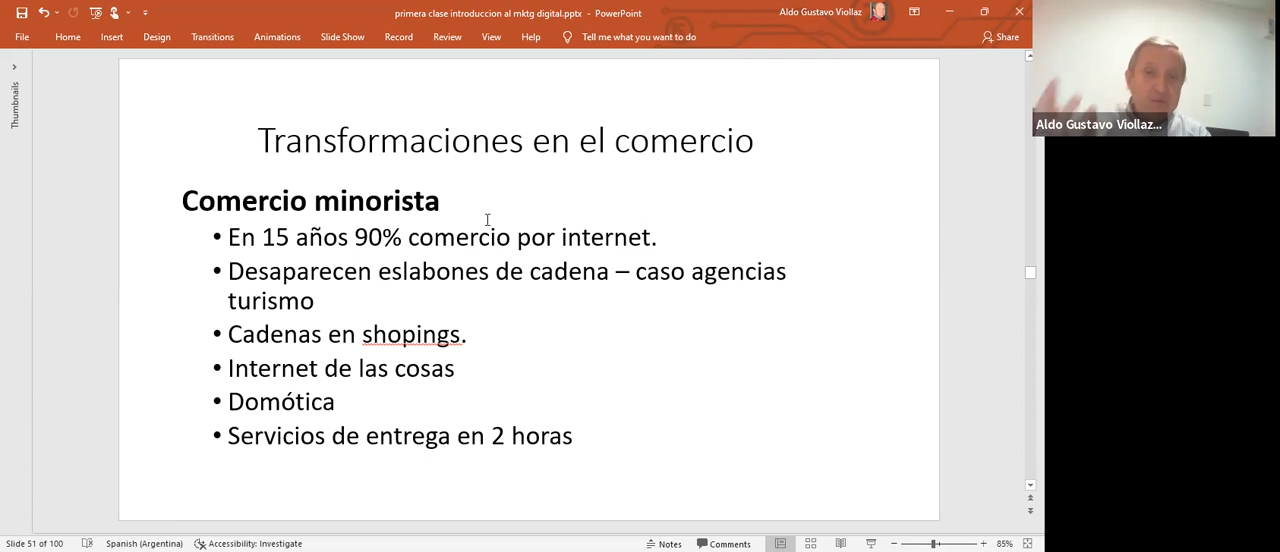 primera clase introduccion al mktg digital.pptx - PowerPoint
Aldo Gustavo Viollaz
File Home Insert Design Transitions Animations Slide Show Record Review View Help Tell me what you want to do Share
Thumbnails
Transformaciones en el comercio
Comercio minorista
• En 15 años 90% comercio por internet.
• Desaparecen eslabones de cadena – caso agencias
turismo
• Cadenas en shopings.
• Internet de las cosas
• Domótica
• Servicios de entrega en 2 horas
Aldo Gustavo Viollaz...
Slide 51 of 100 Spanish (Argentina) Accessibility: Investigate Notes Comments 85%